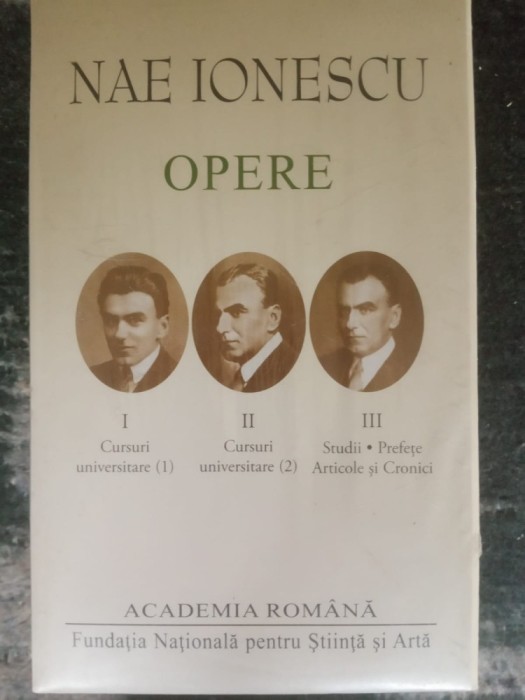 NAE IONESCU
OPERE
I
Cursuri
universitare (1)
II
Cursuri
universitare (2)
III
Studii • Prefețe
Articole și Cronici
ACADEMIA ROMÂNĂ
Fundația Națională pentru Știință și Artă